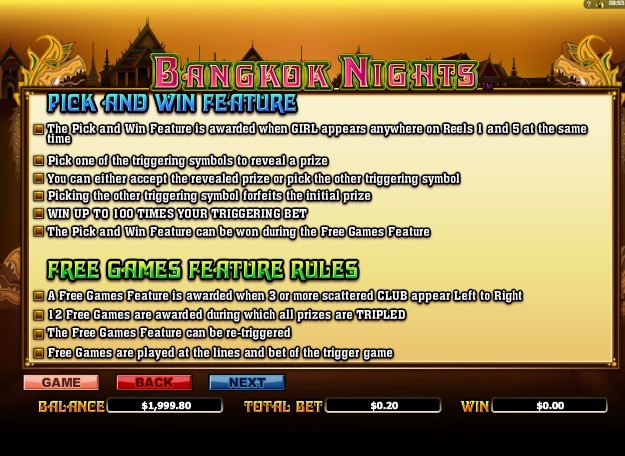 ? 09:53
BANGKOK NIGHTS™
PICK AND WIN FEATURE
The Pick and Win Feature is awarded when GIRL appears anywhere on Reels 1 and 5 at the same
time
Pick one of the triggering symbols to reveal a prize
You can either accept the revealed prize or pick the other triggering symbol
Picking the other triggering symbol forfeits the initial prize
WIN UP TO 100 TIMES YOUR TRIGGERING BET
The Pick and Win Feature can be won during the Free Games Feature
FREE GAMES FEATURE RULES
A Free Games Feature is awarded when 3 or more scattered CLUB appear Left to Right
12 Free Games are awarded during which all prizes are TRIPLED
The Free Games Feature can be re-triggered
Free Games are played at the lines and bet of the trigger game
GAME BACK NEXT
BALANCE $1,999.80 TOTAL BET $0.20 WIN $0.00